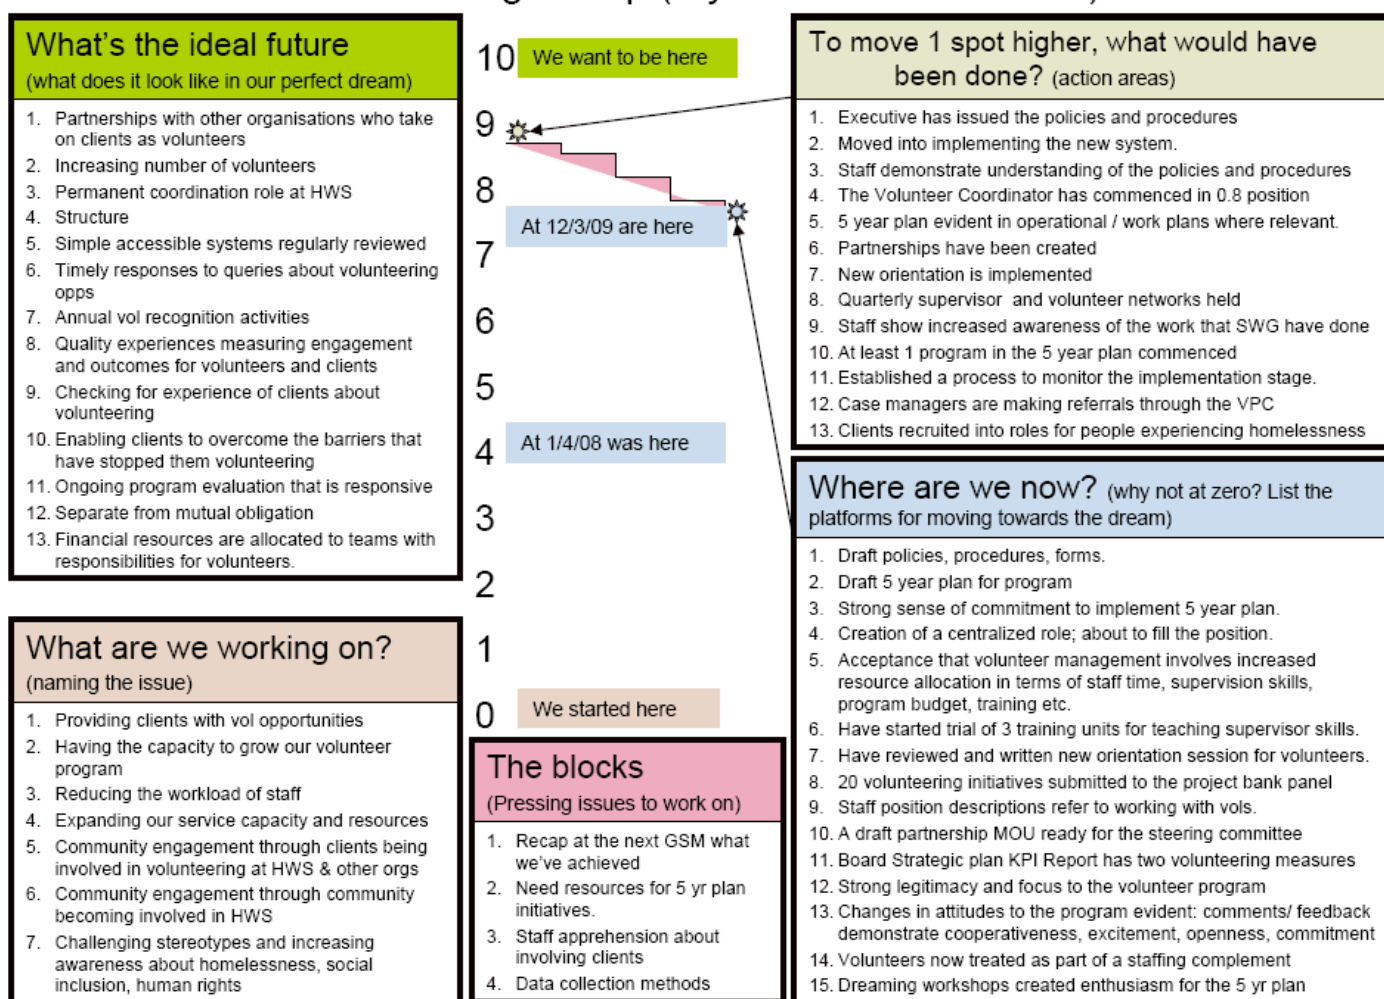 What's the ideal future
(what does it look like in our perfect dream)
1. Partnerships with other organisations who take
on clients as volunteers
2. Increasing number of volunteers
3. Permanent coordination role at HWS
4. Structure
5. Simple accessible systems regularly reviewed
6. Timely responses to queries about volunteering
opps
7. Annual vol recognition activities
8. Quality experiences measuring engagement
and outcomes for volunteers and clients
9. Checking for experience of clients about
volunteering
10. Enabling clients to overcome the barriers that
have stopped them volunteering
11. Ongoing program evaluation that is responsive
12. Separate from mutual obligation
13. Financial resources are allocated to teams with
responsibilities for volunteers.
What are we working on?
(naming the issue)
1. Providing clients with vol opportunities
2. Having the capacity to grow our volunteer
program
3. Reducing the workload of staff
4. Expanding our service capacity and resources
5. Community engagement through clients being
involved in volunteering at HWS & other orgs
6. Community engagement through community
becoming involved in HWS
7. Challenging stereotypes and increasing
awareness about homelessness, social
inclusion, human rights
10 We want to be here
9
8
At 12/3/09 are here
7
6
5
At 1/4/08 was here
4
3
2
1
0 We started here
The blocks
(Pressing issues to work on)
1. Recap at the next GSM what
we've achieved
2. Need resources for 5 yr plan
initiatives.
3. Staff apprehension about
involving clients
4. Data collection methods
To move 1 spot higher, what would have
been done? (action areas)
1. Executive has issued the policies and procedures
2. Moved into implementing the new system.
3. Staff demonstrate understanding of the policies and procedures
4. The Volunteer Coordinator has commenced in 0.8 position
5. 5 year plan evident in operational / work plans where relevant.
6. Partnerships have been created
7. New orientation is implemented
8. Quarterly supervisor and volunteer networks held
9. Staff show increased awareness of the work that SWG have done
10. At least 1 program in the 5 year plan commenced
11. Established a process to monitor the implementation stage.
12. Case managers are making referrals through the VPC
13. Clients recruited into roles for people experiencing homelessness
Where are we now? (why not at zero? List the
platforms for moving towards the dream)
1. Draft policies, procedures, forms.
2. Draft 5 year plan for program
3. Strong sense of commitment to implement 5 year plan.
4. Creation of a centralized role; about to fill the position.
5. Acceptance that volunteer management involves increased
resource allocation in terms of staff time, supervision skills,
program budget, training etc.
6. Have started trial of 3 training units for teaching supervisor skills.
7. Have reviewed and written new orientation session for volunteers.
8. 20 volunteering initiatives submitted to the project bank panel
9. Staff position descriptions refer to working with vols.
10. A draft partnership MOU ready for the steering committee
11. Board Strategic plan KPI Report has two volunteering measures
12. Strong legitimacy and focus to the volunteer program
13. Changes in attitudes to the program evident: comments/ feedback
demonstrate cooperativeness, excitement, openness, commitment
14. Volunteers now treated as part of a staffing complement
15. Dreaming workshops created enthusiasm for the 5 yr plan